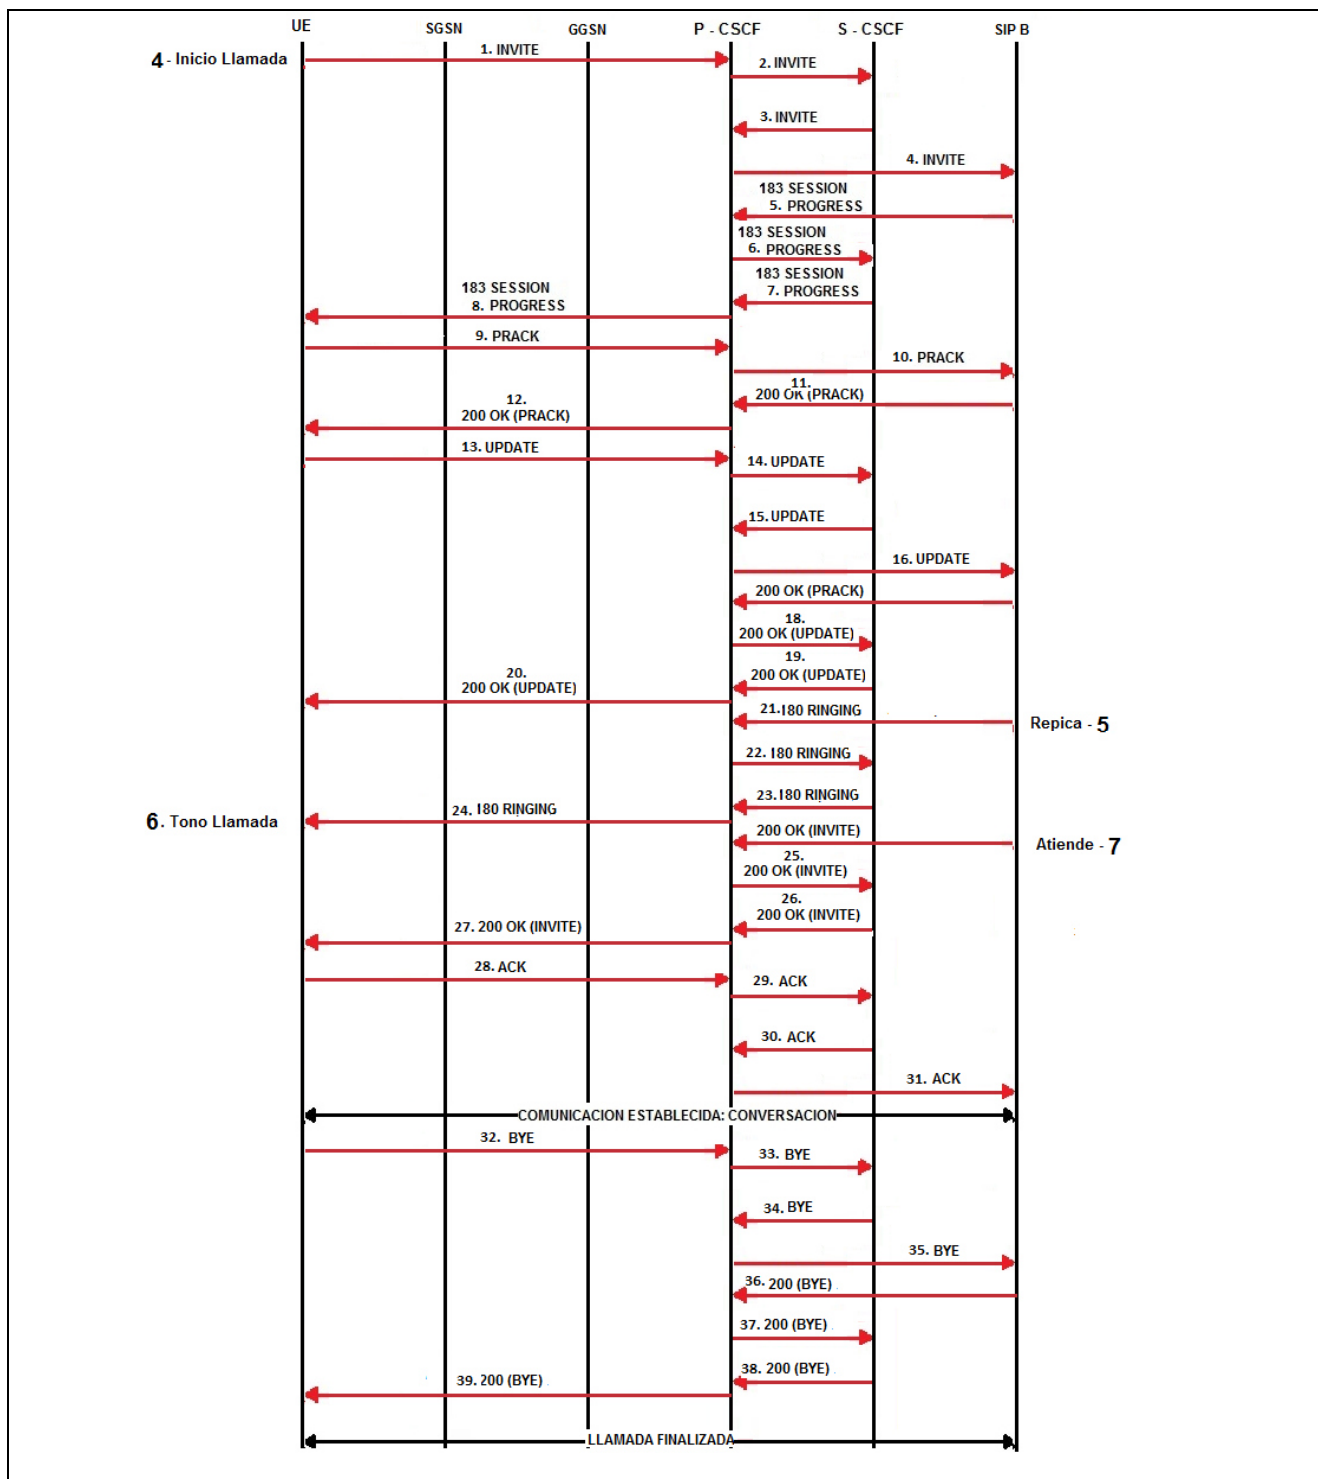 UE SGSN GGSN P - CSCF S - CSCF SIP B
4 - Inicio Llamada
1. INVITE
2. INVITE
3. INVITE
4. INVITE
183 SESSION
5. PROGRESS
183 SESSION
6. PROGRESS
183 SESSION
7. PROGRESS
183 SESSION
8. PROGRESS
9. PRACK
10. PRACK
11.
200 OK (PRACK)
12.
200 OK (PRACK)
13. UPDATE
14. UPDATE
15. UPDATE
16. UPDATE
200 OK (PRACK)
18.
200 OK (UPDATE)
19.
200 OK (UPDATE)
20.
200 OK (UPDATE)
21.180 RINGING
Repica - 5
22. 180 RINGING
23.180 RINGING
24. 180 RINGING
6. Tono Llamada
200 OK (INVITE)
Atiende - 7
25.
200 OK (INVITE)
26.
200 OK (INVITE)
27. 200 OK (INVITE)
28. ACK
29. ACK
30. ACK
31. ACK
COMUNICACION ESTABLECIDA: CONVERSACION
32. BYE
33. BYE
34. BYE
35. BYE
36. 200 (BYE)
37. 200 (BYE)
38. 200 (BYE)
39. 200 (BYE)
LLAMADA FINALIZADA